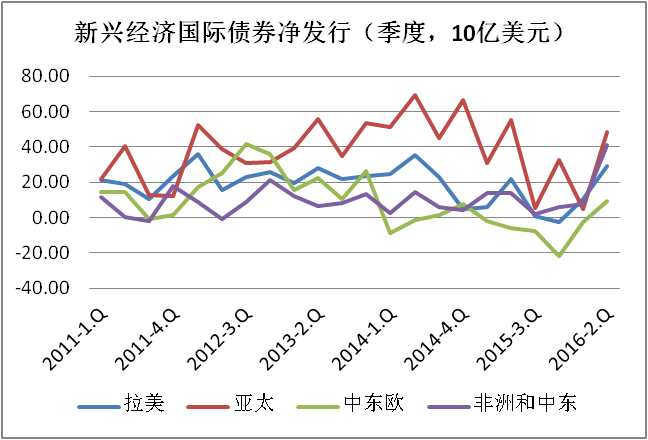 新兴经济国际债券净发行（季度，10亿美元）
80.00
60.00
40.00
20.00
0.00
-20.00
-40.00
2011-1.Q
2011-4.Q
2012-3.Q
2013-2.Q
2014-1.Q
2014-4.Q
2015-3.Q
2016-2.Q
拉美 亚太 中东欧 非洲和中东